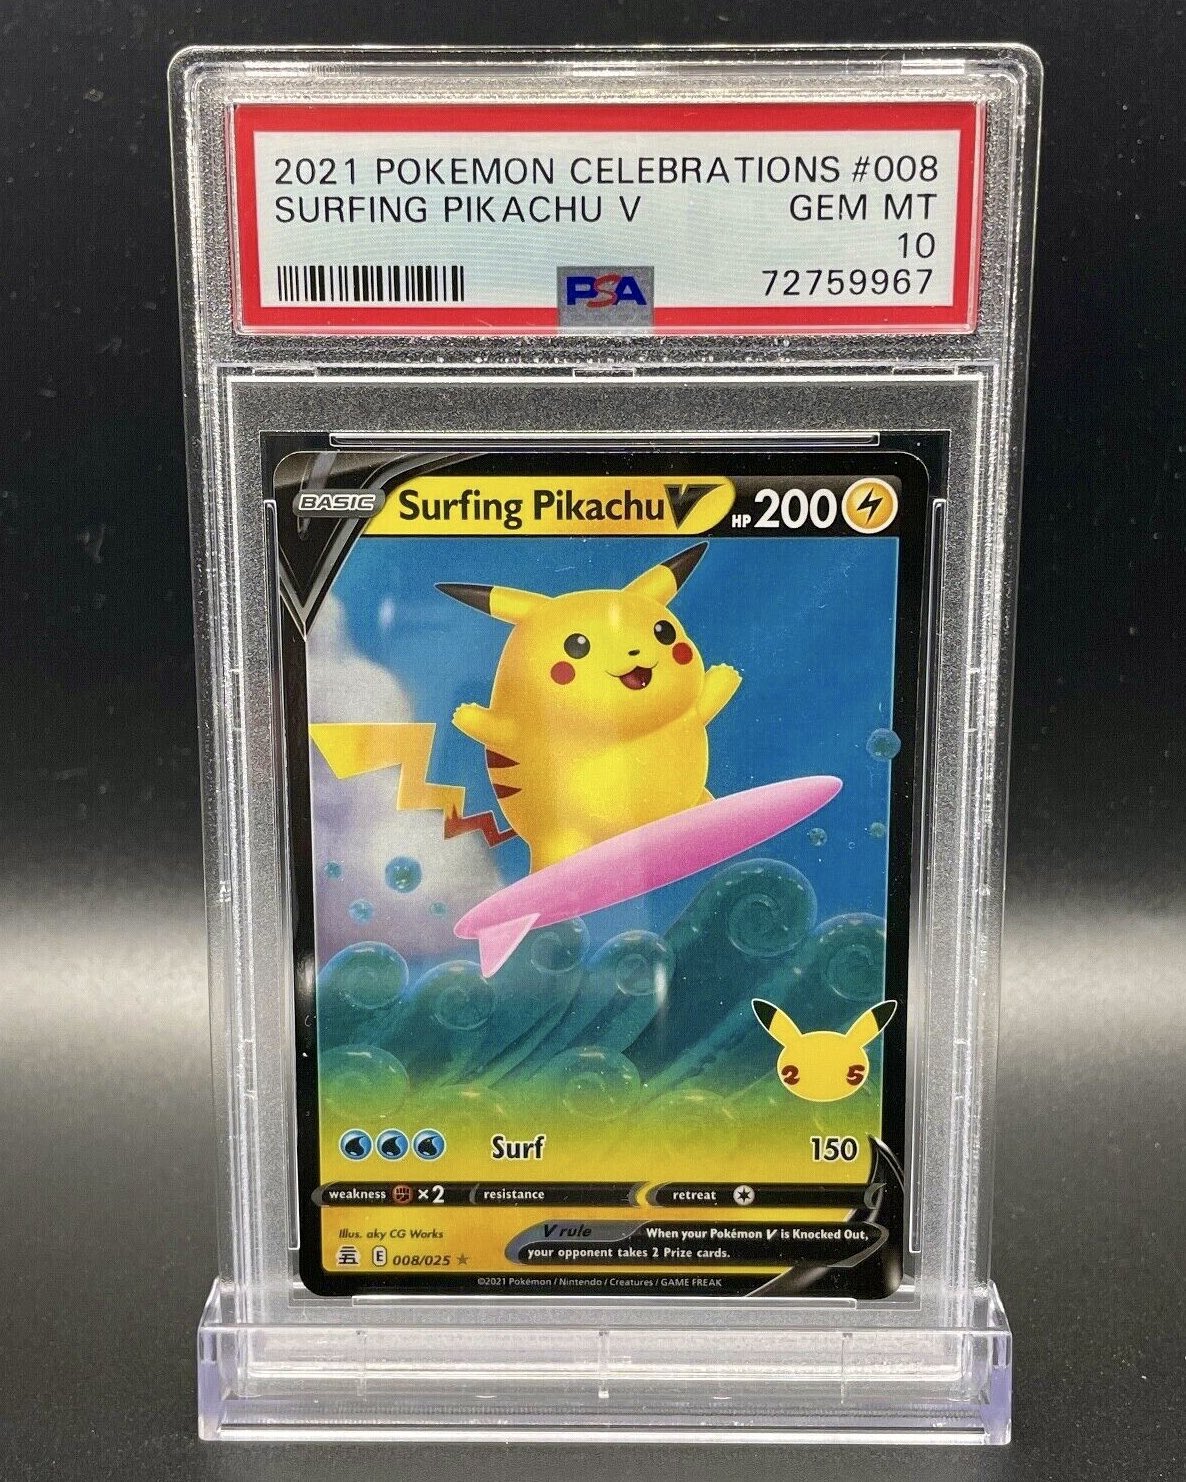 2021 POKEMON CELEBRATIONS #008
SURFING PIKACHU V GEM MT
10
PSA 72759967
BASIC Surfing Pikachu V HP 200
25
Surf 150
weakness ×2 resistance retreat
Illus. aky CG Works
V rule When your Pokémon V is Knocked Out,
your opponent takes 2 Prize cards.
E 008/025
©2021 Pokémon / Nintendo / Creatures / GAME FREAK